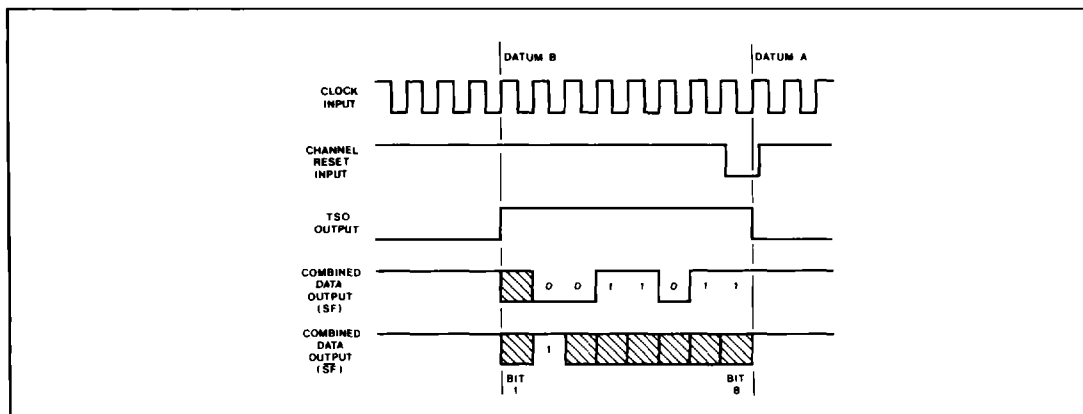 DATUM B
DATUM A
CLOCK
INPUT
CHANNEL
RESET
INPUT
TSO
OUTPUT
COMBINED
DATA
OUTPUT
(SF)
0 0 1 1 0 1 1
COMBINED
DATA
OUTPUT
(S̅F̅)
1
BIT
1
BIT
8